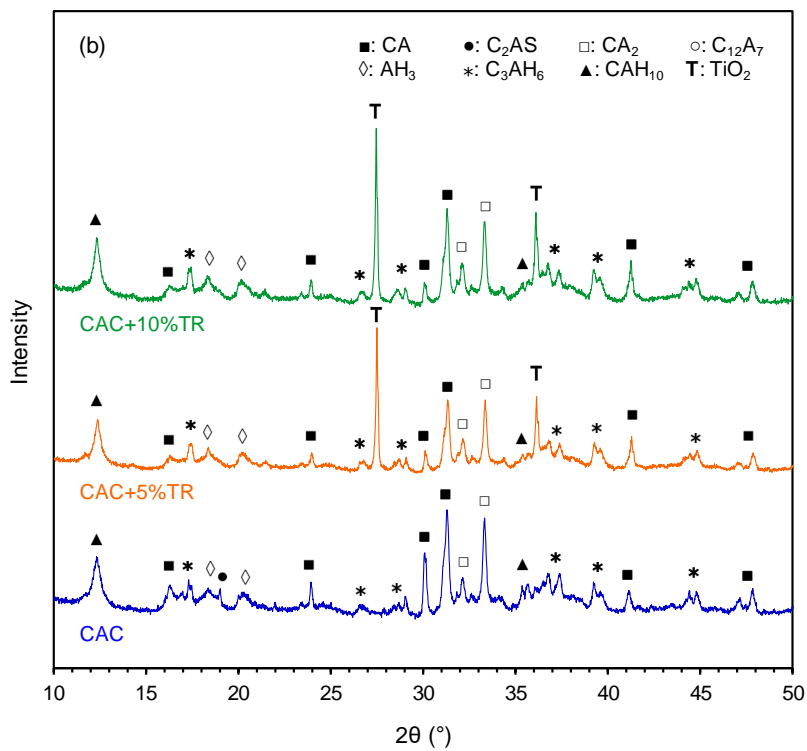 (b)
■: CA ●: C₂AS □: CA₂ ○: C₁₂A₇
◊: AH₃ *: C₃AH₆ ▲: CAH₁₀ T: TiO₂
T
T
CAC+10%TR
T
T
CAC+5%TR
CAC
Intensity
10 15 20 25 30 35 40 45 50
2θ (°)